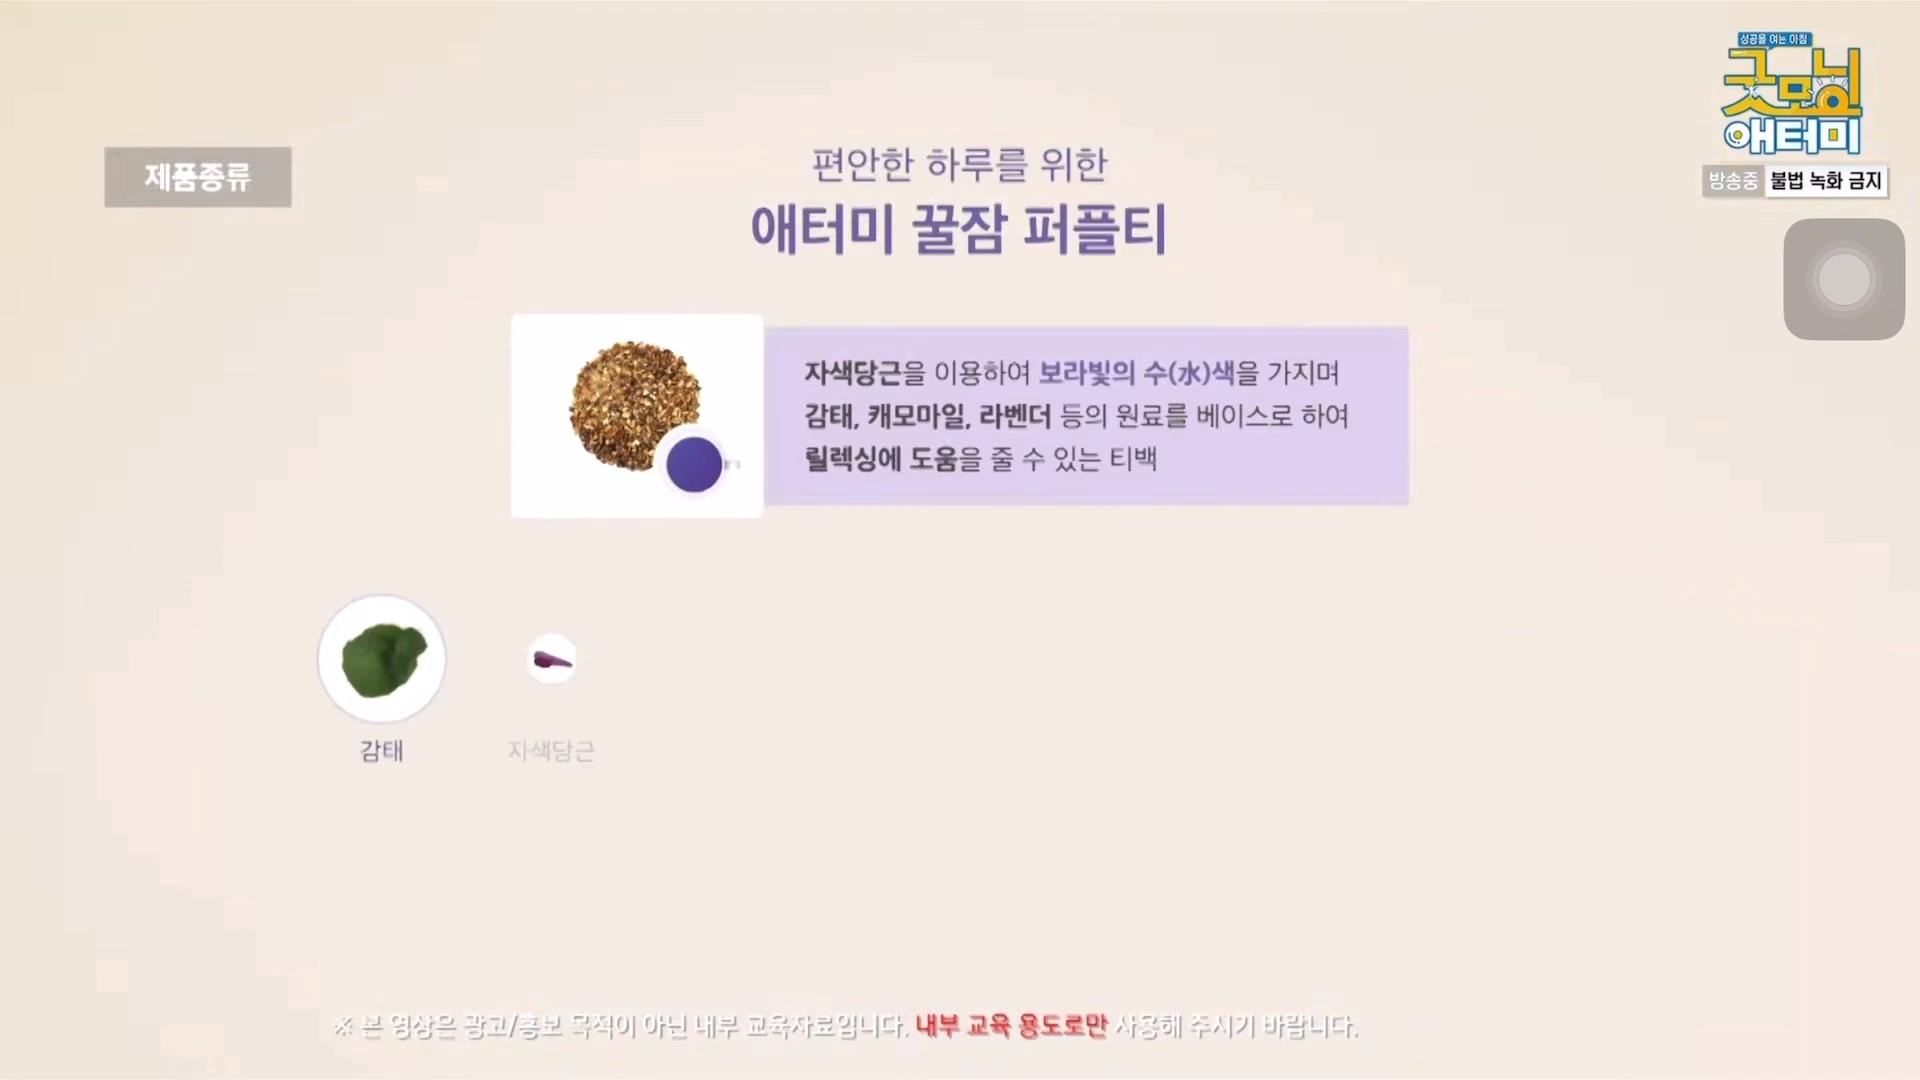 성공을 여는 아침
굿모닝
애터미
방송중 불법 녹화 금지
제품종류
편안한 하루를 위한
애터미 꿀잠 퍼플티
자색당근을 이용하여 보라빛의 수(水)색을 가지며
감태, 캐모마일, 라벤더 등의 원료를 베이스로 하여
릴렉싱에 도움을 줄 수 있는 티백
감태
자색당근
※ 본 영상은 광고/홍보 목적이 아닌 내부 교육자료입니다. 내부 교육 용도로만 사용해 주시기 바랍니다.